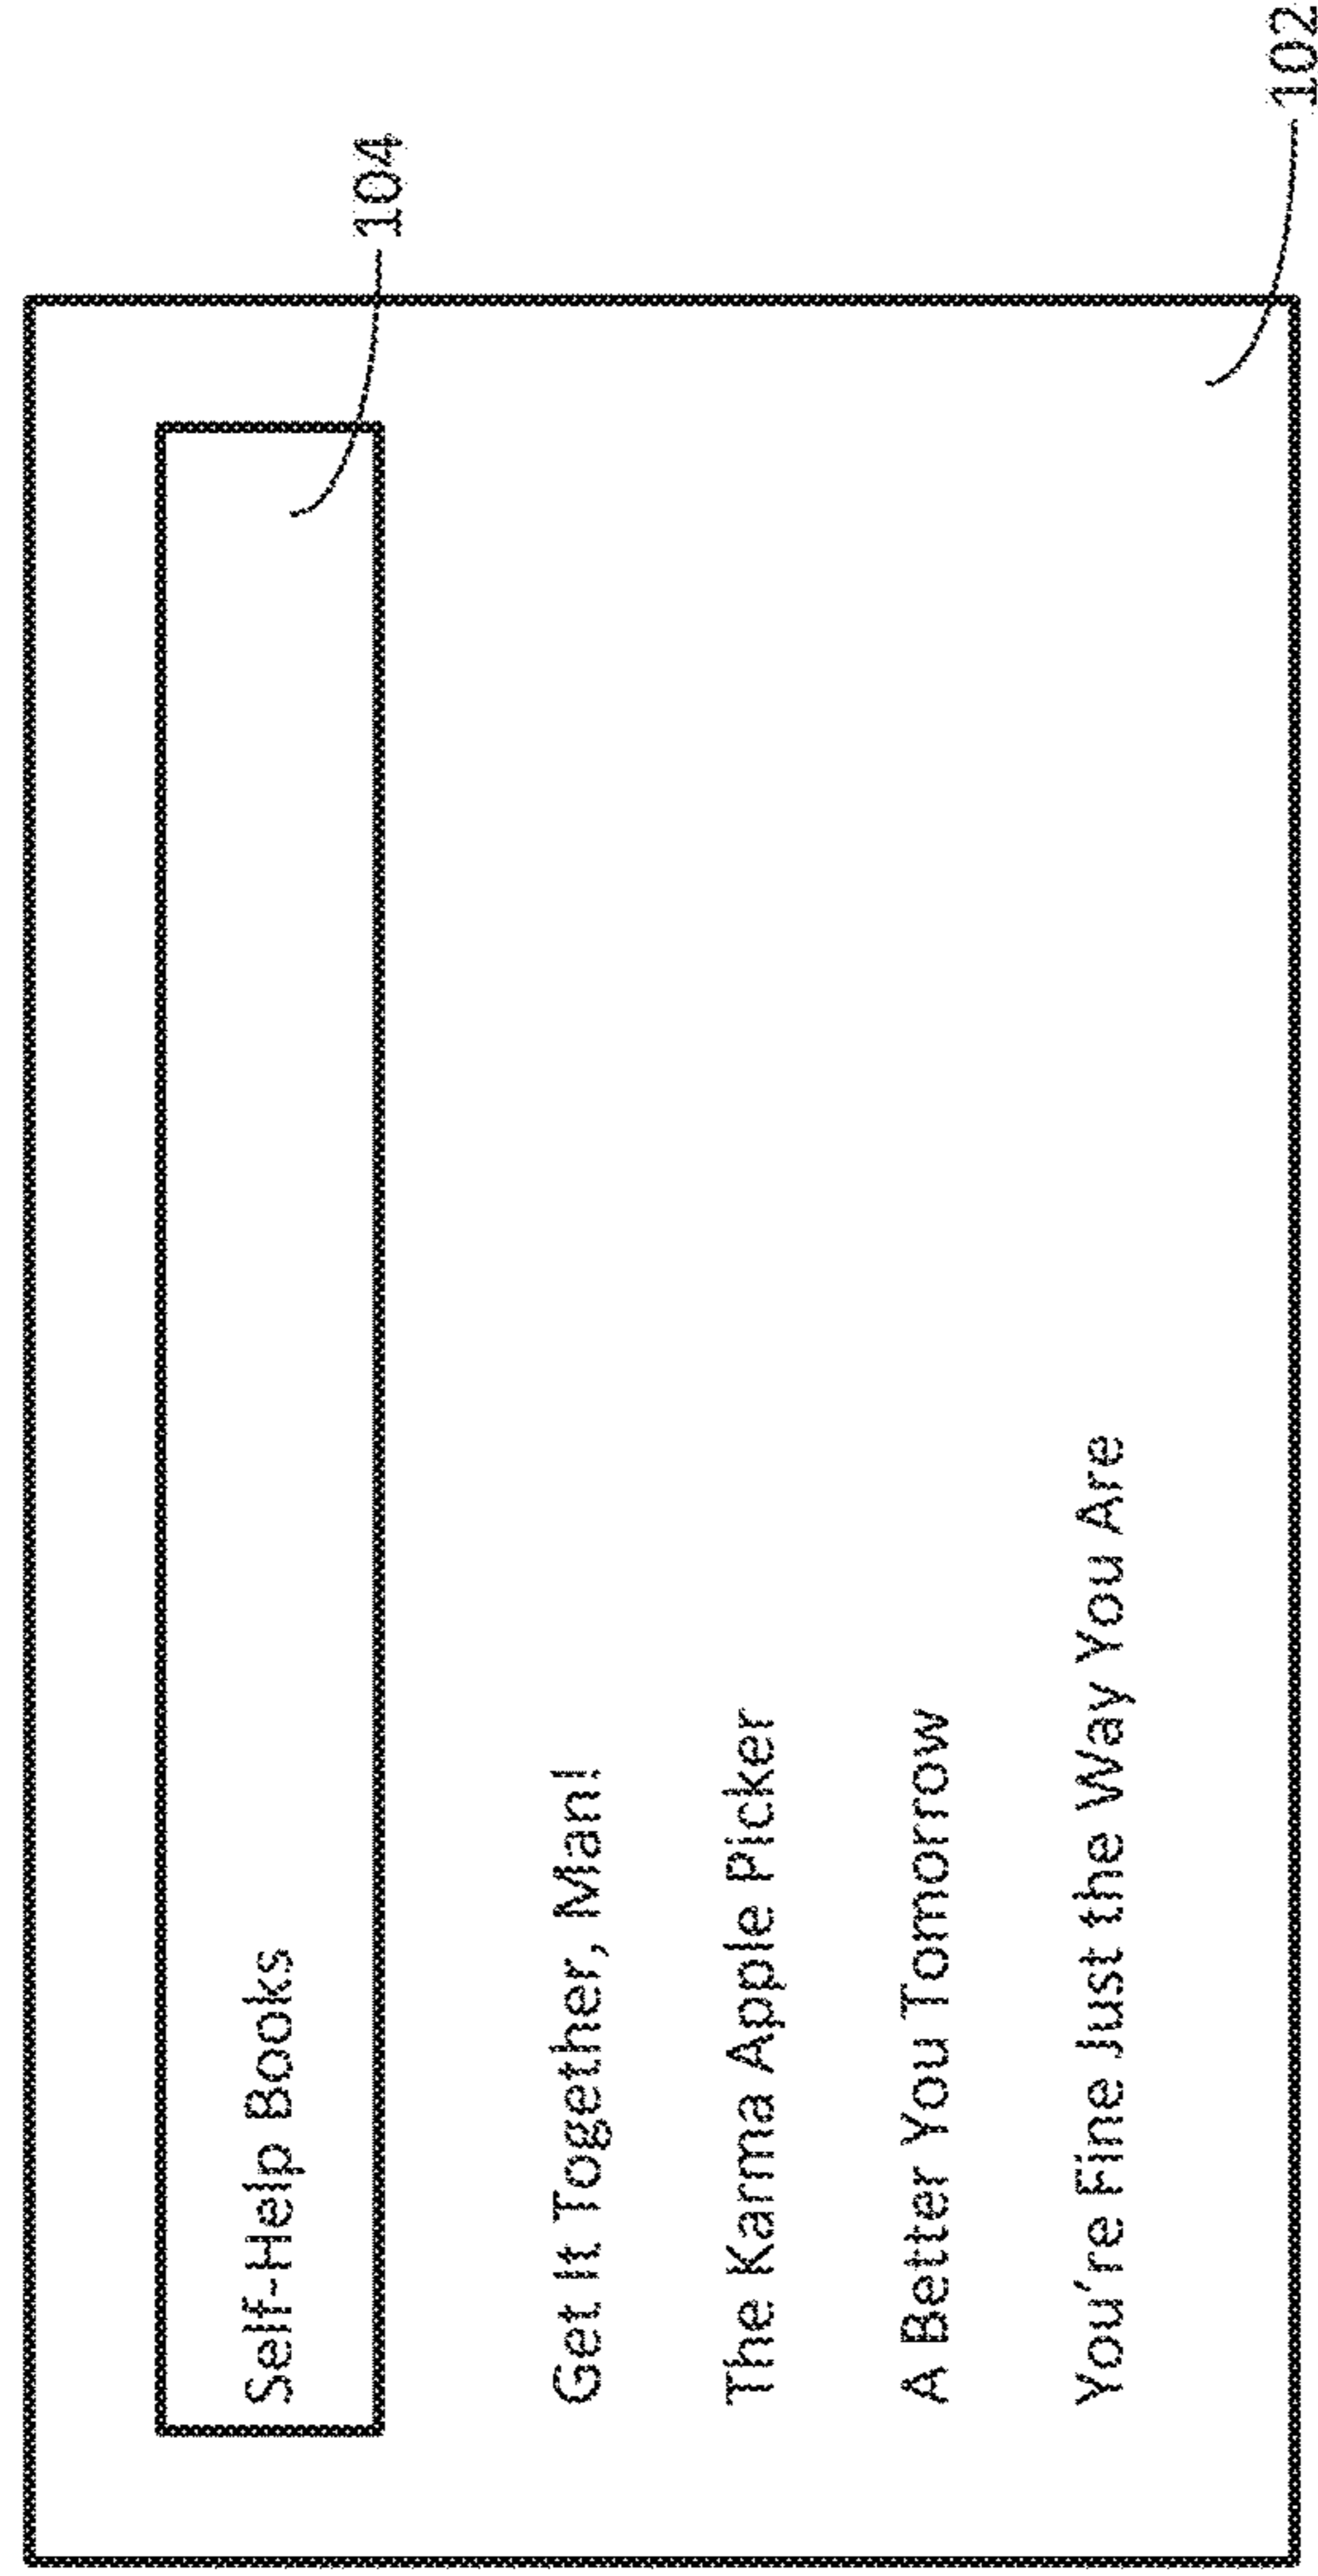 104
Self-Help Books
Get It Together, Man!
The Karma Apple Picker
A Better You Tomorrow
You're Fine Just the Way You Are
102